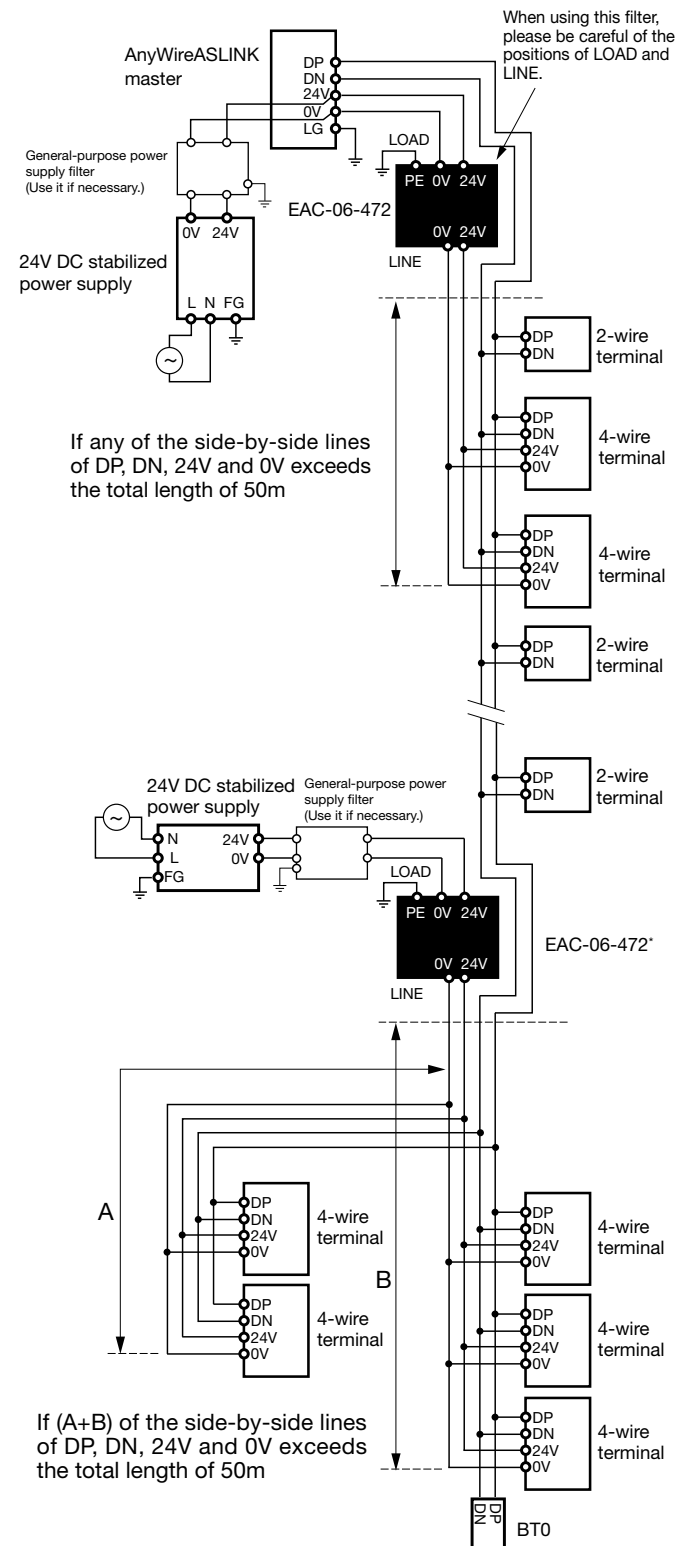 When using this filter,
please be careful of the
positions of LOAD and
LINE.
AnyWireASLINK
master
DP
DN
24V
0V
LG
General-purpose power
supply filter
(Use it if necessary.)
LOAD
PE 0V 24V
EAC-06-472
0V 24V
LINE
0V 24V
24V DC stabilized
power supply
L N FG
~
DP
DN
2-wire
terminal
If any of the side-by-side lines
of DP, DN, 24V and 0V exceeds
the total length of 50m
DP
DN
24V
0V
4-wire
terminal
DP
DN
24V
0V
4-wire
terminal
DP
DN
2-wire
terminal
DP
DN
2-wire
terminal
24V DC stabilized
power supply
General-purpose power
supply filter
(Use it if necessary.)
~
N
L
FG
24V
0V
LOAD
PE 0V 24V
EAC-06-472*
0V 24V
LINE
A
B
DP
DN
24V
0V
4-wire
terminal
DP
DN
24V
0V
4-wire
terminal
DP
DN
24V
0V
4-wire
terminal
DP
DN
24V
0V
4-wire
terminal
DP
DN
24V
0V
4-wire
terminal
If (A+B) of the side-by-side lines
of DP, DN, 24V and 0V exceeds
the total length of 50m
DN
DP
BT0